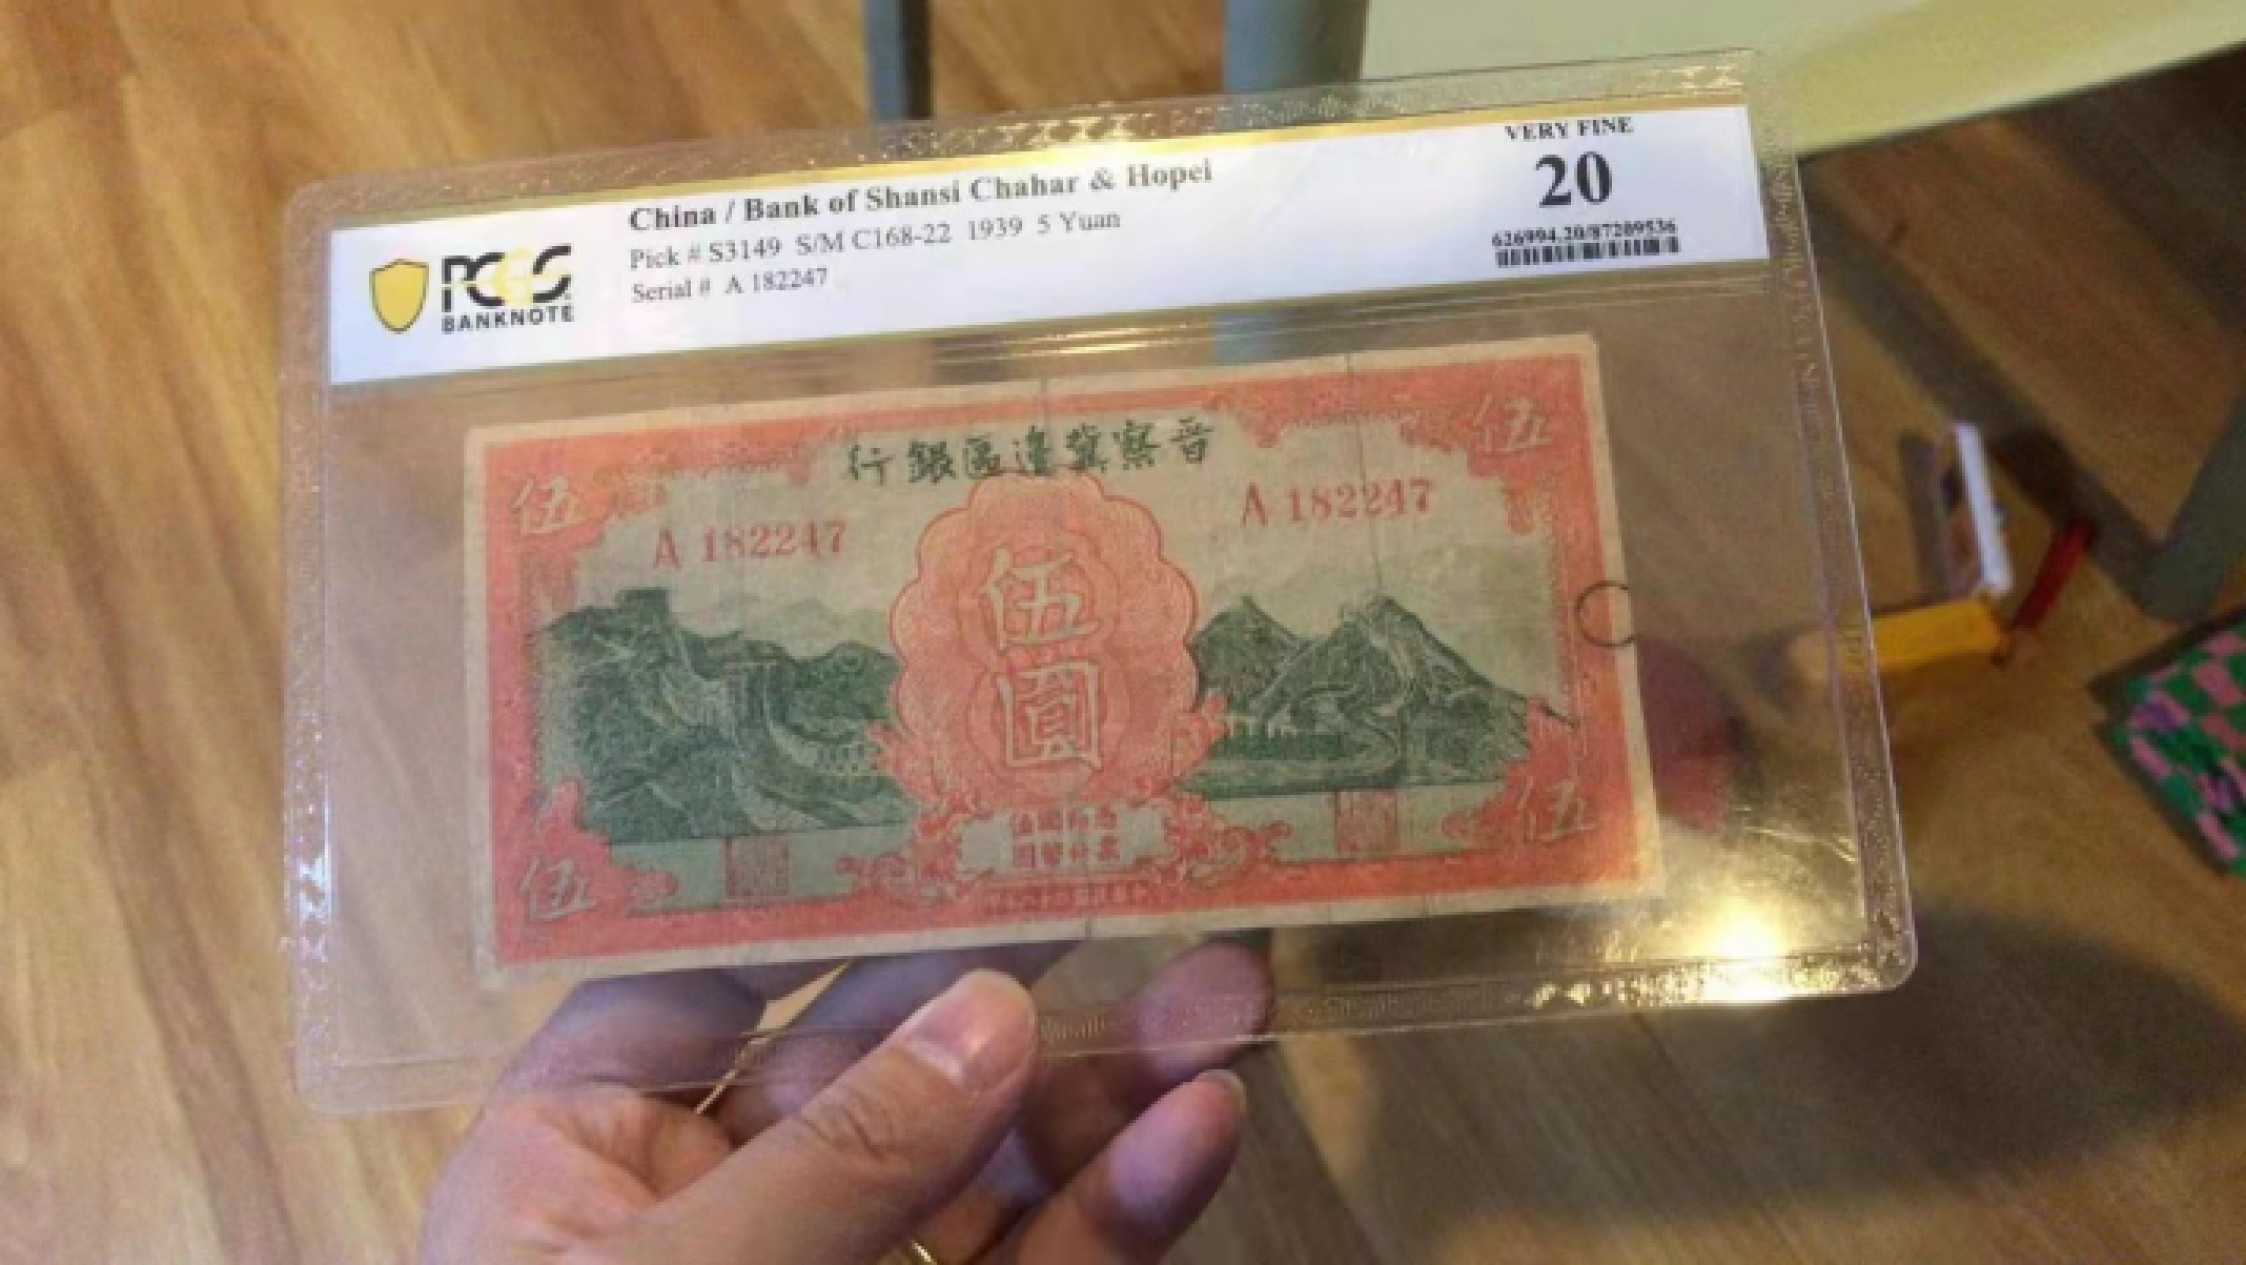 PCGS
BANKNOTE
China / Bank of Shansi Chahar & Hopei
Pick # S3149 S/M C168-22 1939 5 Yuan
Serial # A 182247
VERY FINE
20
626994.20/87209536
行銀區邊冀察晉
伍
伍
A 182247
A 182247
伍
圓
伍
伍